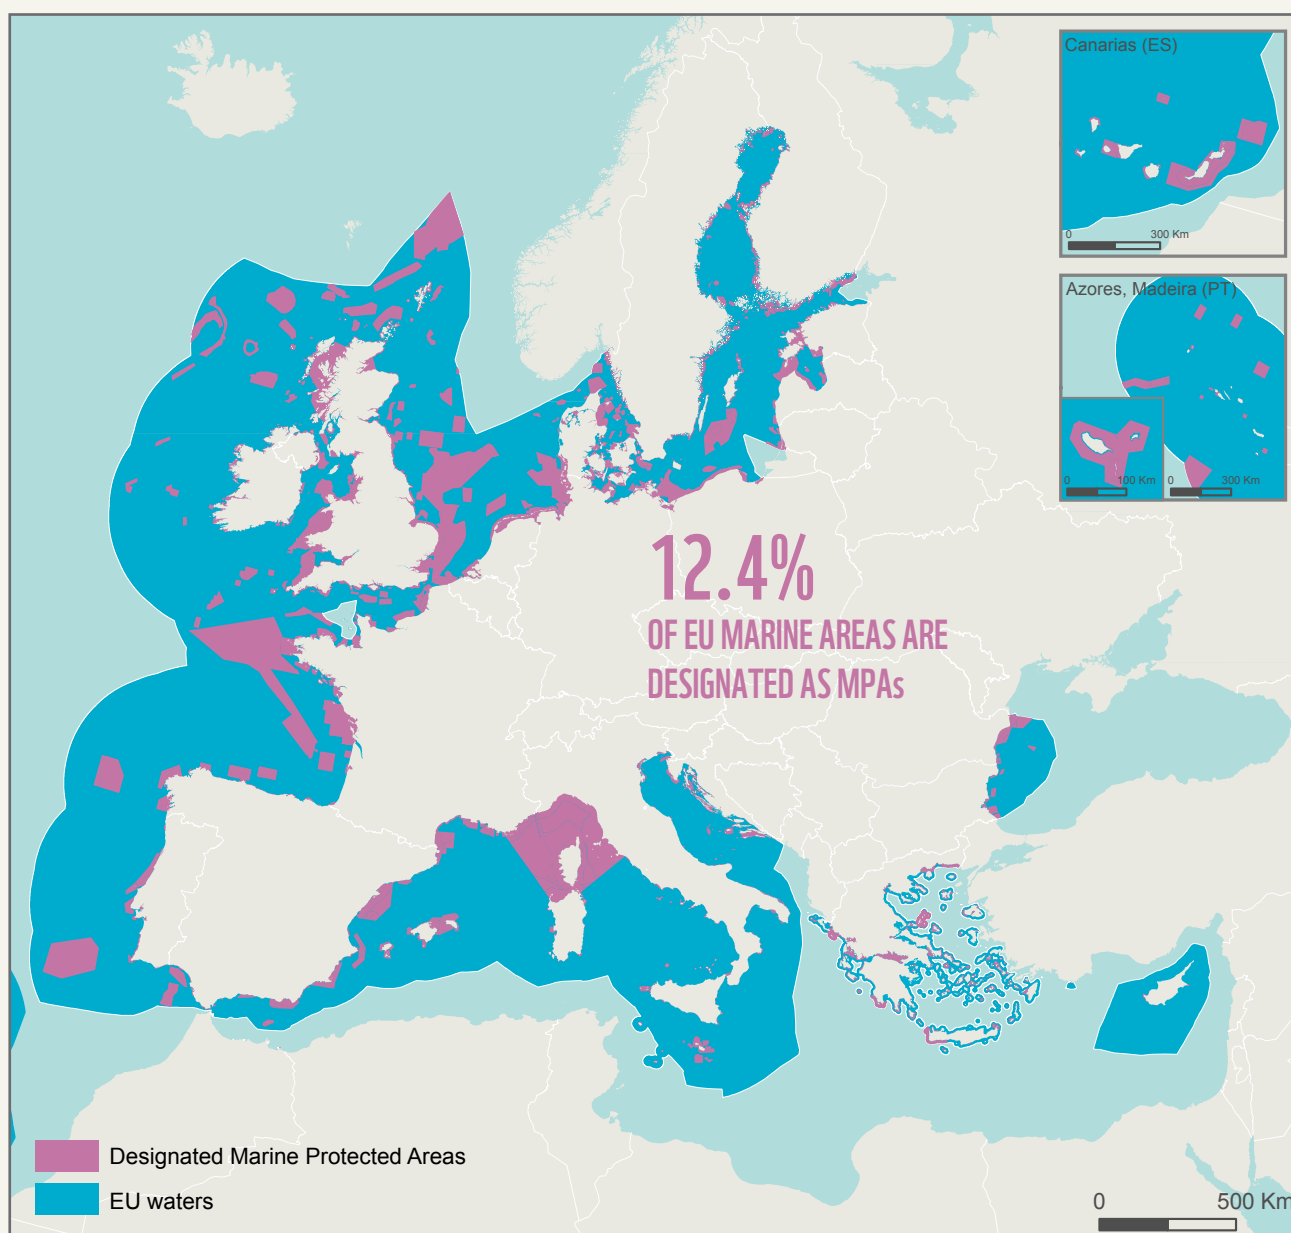 Canarias (ES)
0 300 Km
Azores, Madeira (PT)
0 100 Km
0 300 Km
12.4%
OF EU MARINE AREAS ARE
DESIGNATED AS MPAs
Designated Marine Protected Areas
EU waters
0 500 Km